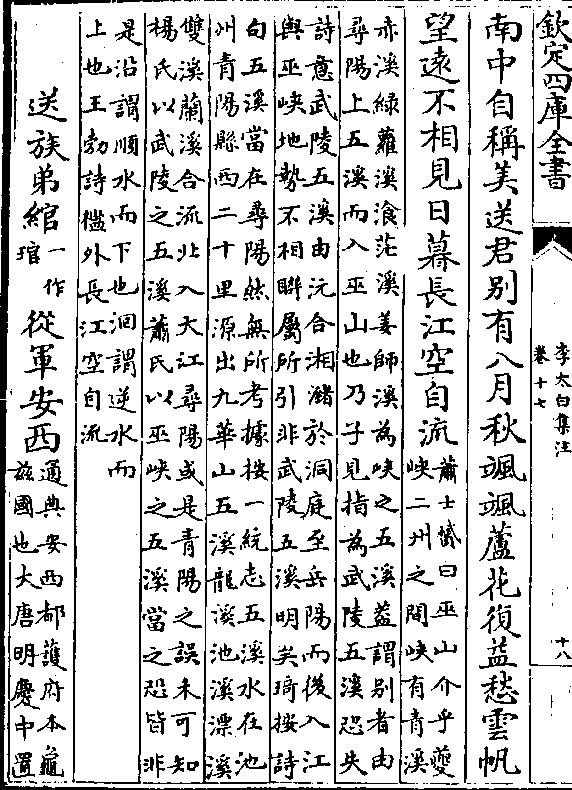 欽定四庫全書
李太白集注
卷十七
十八
南中自稱美送君别有八月秋颯颯蘆花復益愁雲帆
望遠不相見日暮長江空自流
蕭士贇曰巫山介乎夔
峽二州之間峽有青溪
赤溪緑蘿溪湌茫溪姜師溪為峽之五溪葢謂别者由
尋陽上五溪而入巫山也乃子見指為武陵五溪恐失
詩意武陵五溪由沅合湘瀦於洞庭至岳陽而後入江
與巫峽地勢不相聨屬所引非武陵五溪明矣琦按詩
句五溪當在尋陽然無所考據按一統志五溪水在池
州青陽縣西二十里源出九華山五溪龍溪池溪漂溪
雙溪蘭溪合流北入大江尋陽或是青陽之誤未可知
楊氏以武陵之五溪蕭氏以巫峽之五溪當之恐皆非
是沿謂順水而下也洄謂逆水而
上也王勃詩檻外長江空自流
送族弟綰一作琯從軍安西
通典安西都護府本龜
兹國也大唐明慶中置